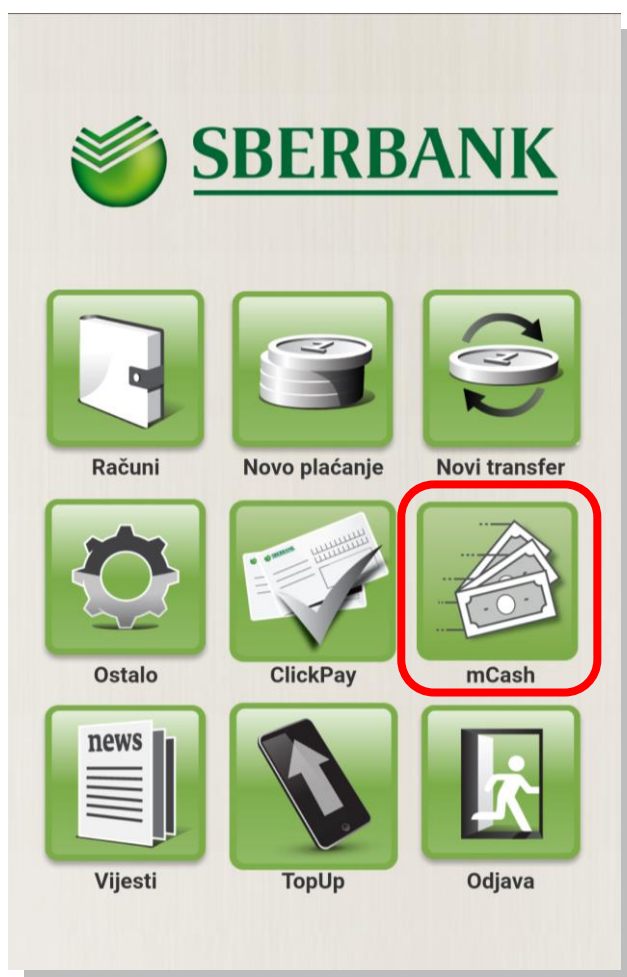 SBERBANK
Računi
Novo plaćanje
Novi transfer
Ostalo
ClickPay
mCash
news
Vijesti
TopUp
Odjava